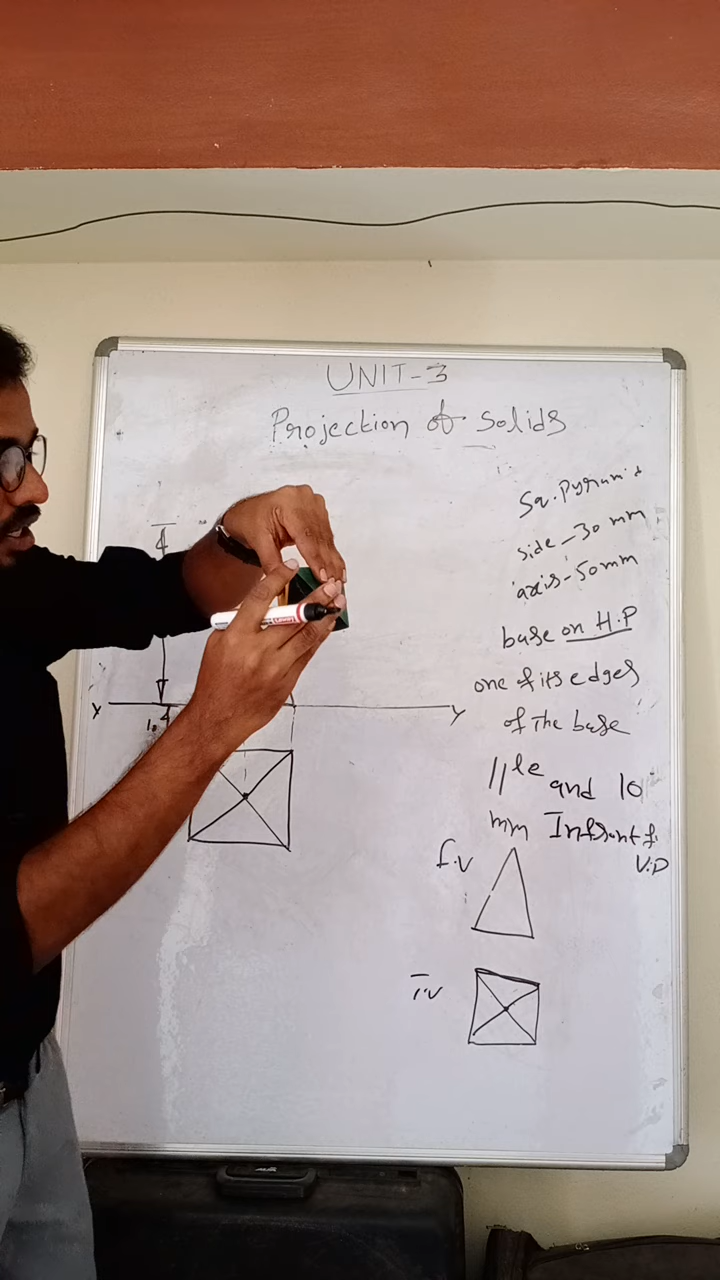 UNIT-3
Projection of Solids
Sq. Pyramid
side - 30 mm
axis - 50mm
base on H.P
one of its edges
of the base
//le and 10
mm Infront of
V.P
f.v
T.V
X
Y